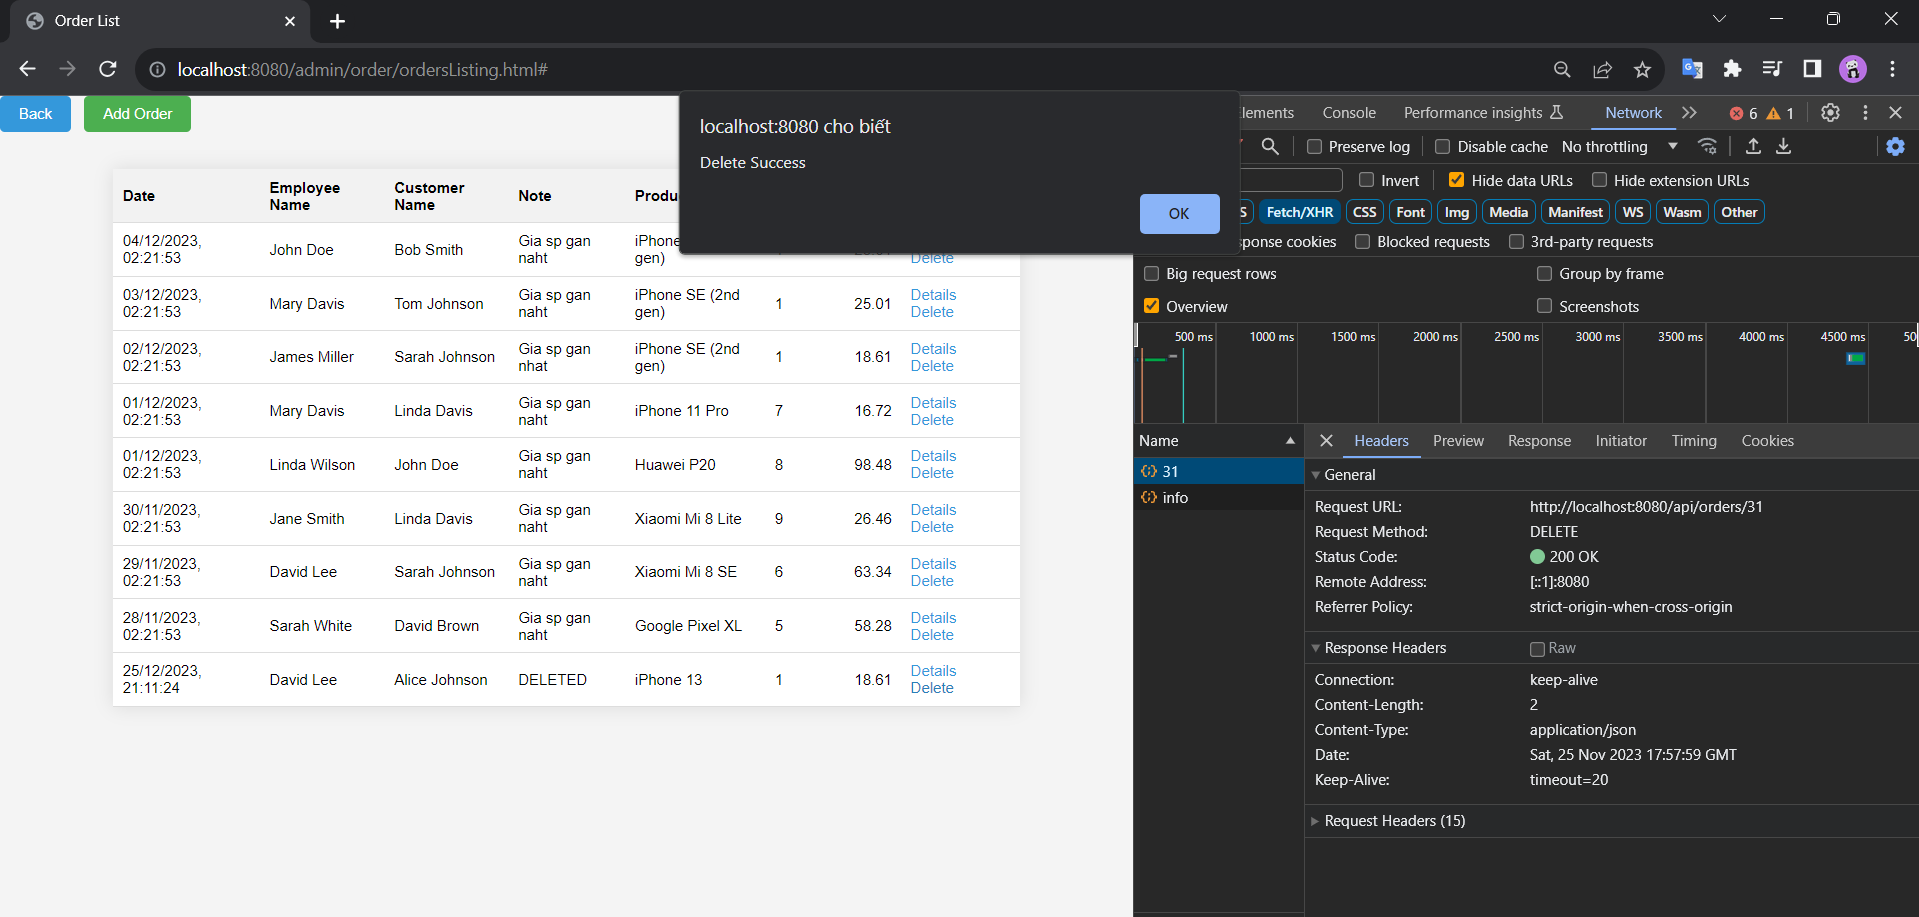 Order List
localhost:8080/admin/order/ordersListing.html#
Back
Add Order
localhost:8080 cho biết
Delete Success
OK
Date Employee Name Customer Name Note Produ
04/12/2023, 02:21:53 John Doe Bob Smith Gia sp gan naht iPhone gen) Delete
03/12/2023, 02:21:53 Mary Davis Tom Johnson Gia sp gan naht iPhone SE (2nd gen) 1 25.01 Details Delete
02/12/2023, 02:21:53 James Miller Sarah Johnson Gia sp gan nhat iPhone SE (2nd gen) 1 18.61 Details Delete
01/12/2023, 02:21:53 Mary Davis Linda Davis Gia sp gan naht iPhone 11 Pro 7 16.72 Details Delete
01/12/2023, 02:21:53 Linda Wilson John Doe Gia sp gan naht Huawei P20 8 98.48 Details Delete
30/11/2023, 02:21:53 Jane Smith Linda Davis Gia sp gan naht Xiaomi Mi 8 Lite 9 26.46 Details Delete
29/11/2023, 02:21:53 David Lee Sarah Johnson Gia sp gan naht Xiaomi Mi 8 SE 6 63.34 Details Delete
28/11/2023, 02:21:53 Sarah White David Brown Gia sp gan naht Google Pixel XL 5 58.28 Details Delete
25/12/2023, 21:11:24 David Lee Alice Johnson DELETED iPhone 13 1 18.61 Details Delete
lements Console Performance insights Network 6 1
Preserve log Disable cache No throttling
Invert Hide data URLs Hide extension URLs
S Fetch/XHR CSS Font Img Media Manifest WS Wasm Other
sponse cookies Blocked requests 3rd-party requests
Big request rows Group by frame
Overview Screenshots
500 ms 1000 ms 1500 ms 2000 ms 2500 ms 3000 ms 3500 ms 4000 ms 4500 ms 50
Name
31
info
Headers Preview Response Initiator Timing Cookies
General
Request URL: http://localhost:8080/api/orders/31
Request Method: DELETE
Status Code: 200 OK
Remote Address: [::1]:8080
Referrer Policy: strict-origin-when-cross-origin
Response Headers Raw
Connection: keep-alive
Content-Length: 2
Content-Type: application/json
Date: Sat, 25 Nov 2023 17:57:59 GMT
Keep-Alive: timeout=20
Request Headers (15)